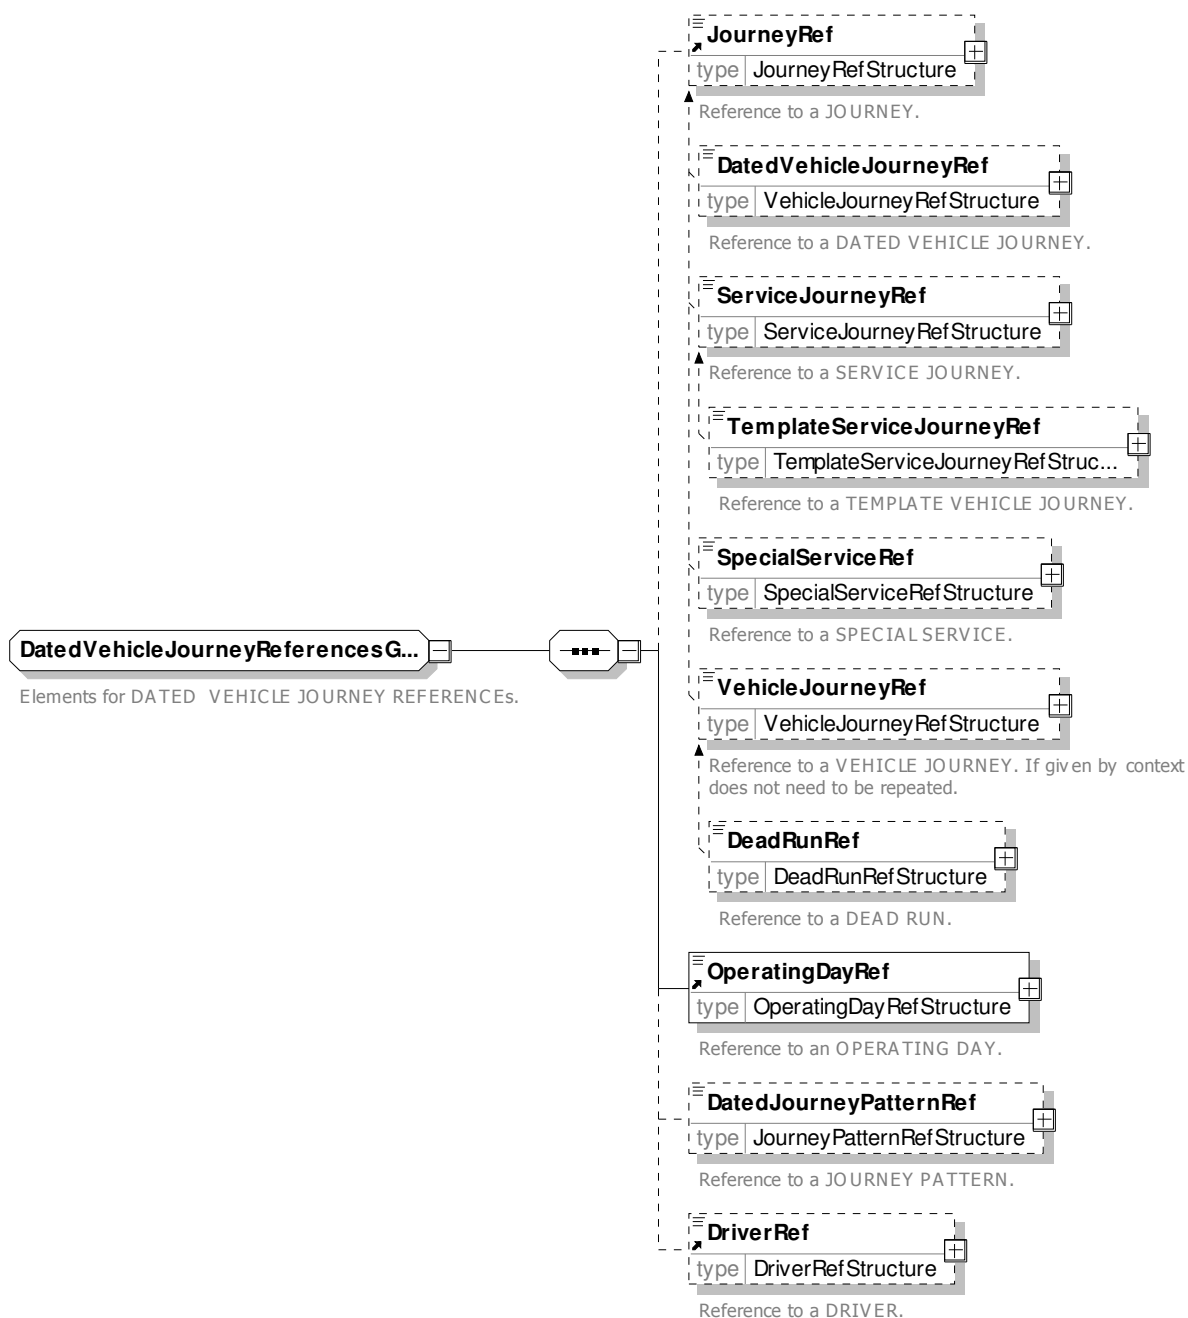 JourneyRef
type JourneyRefStructure
Reference to a JOURNEY.
DatedVehicleJourneyRef
type VehicleJourneyRefStructure
Reference to a DATED VEHICLE JOURNEY.
ServiceJourneyRef
type ServiceJourneyRefStructure
Reference to a SERVICE JOURNEY.
TemplateServiceJourneyRef
type TemplateServiceJourneyRefStruc...
Reference to a TEMPLATE VEHICLE JOURNEY.
SpecialServiceRef
type SpecialServiceRefStructure
Reference to a SPECIAL SERVICE.
DatedVehicleJourneyReferencesG...
Elements for DATED VEHICLE JOURNEY REFERENCEs.
VehicleJourneyRef
type VehicleJourneyRefStructure
Reference to a VEHICLE JOURNEY. If given by context
does not need to be repeated.
DeadRunRef
type DeadRunRefStructure
Reference to a DEAD RUN.
OperatingDayRef
type OperatingDayRefStructure
Reference to an OPERATING DAY.
DatedJourneyPatternRef
type JourneyPatternRefStructure
Reference to a JOURNEY PATTERN.
DriverRef
type DriverRefStructure
Reference to a DRIVER.